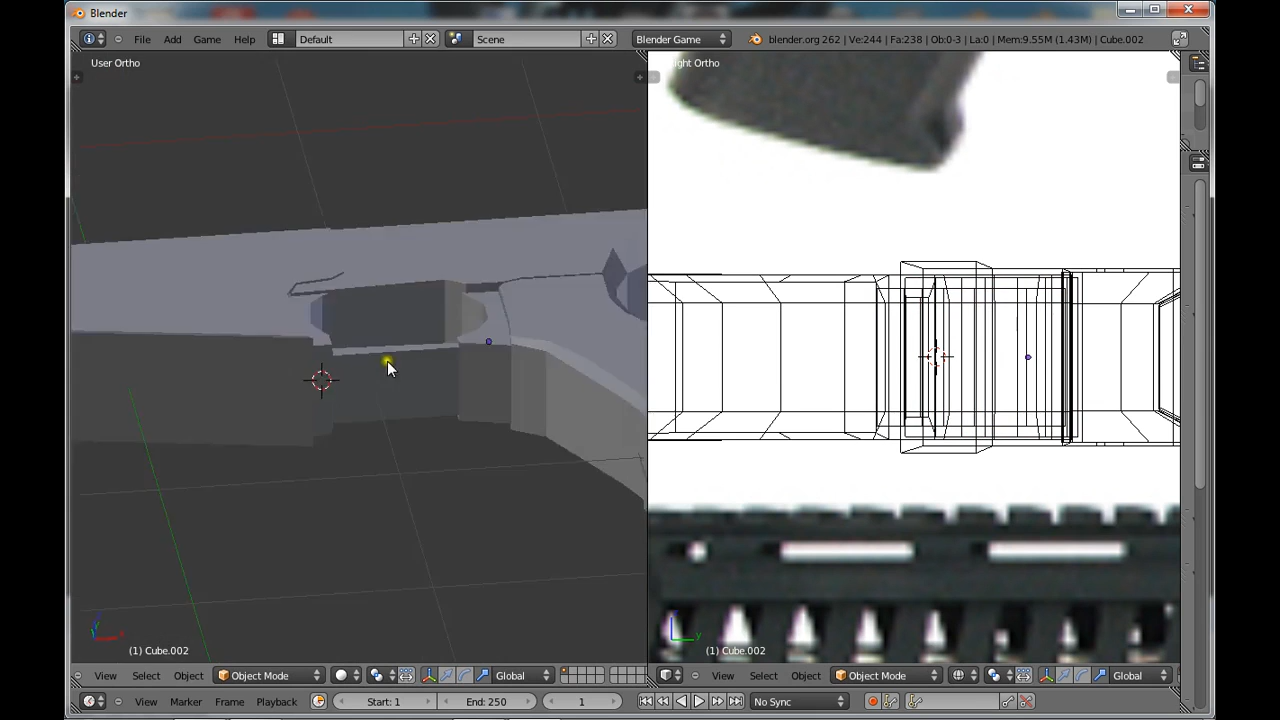 Blender
File Add Game Help Default Scene Blender Game blender.org 262 | Ve:244 | Fa:238 | Ob:0-3 | La:0 | Mem:9.55M (1.43M) | Cube.002
User Ortho
ght Ortho
(1) Cube.002
(1) Cube.002
View Select Object Object Mode Global
View Select Object Object Mode Global
View Marker Frame Playback Start: 1 End: 250 1 No Sync